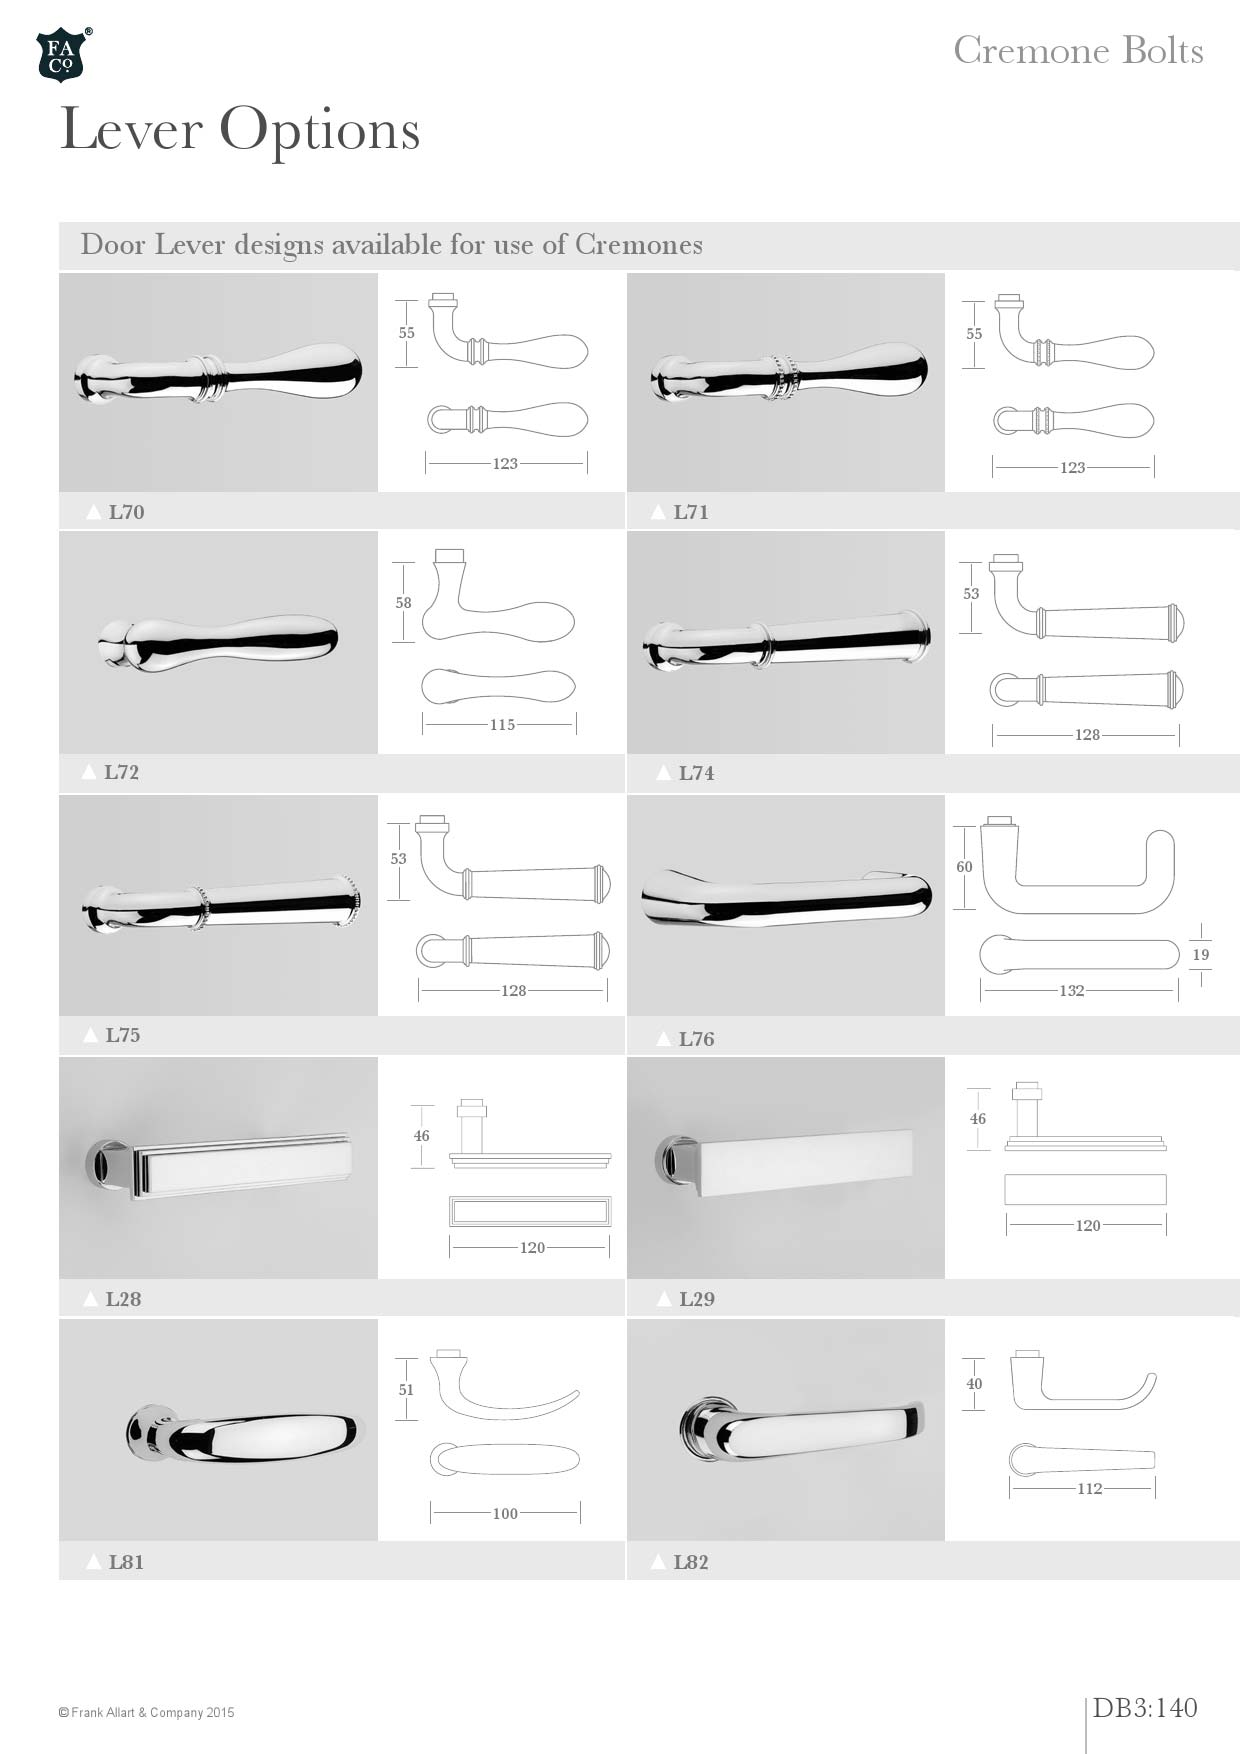 FA
Co.
®
Cremone Bolts
Lever Options
Door Lever designs available for use of Cremones
55
123
L70
55
123
L71
58
115
L72
53
128
L74
53
128
L75
60
19
132
L76
46
120
L28
46
120
L29
51
100
L81
40
112
L82
© Frank Allart & Company 2015
DB3:140